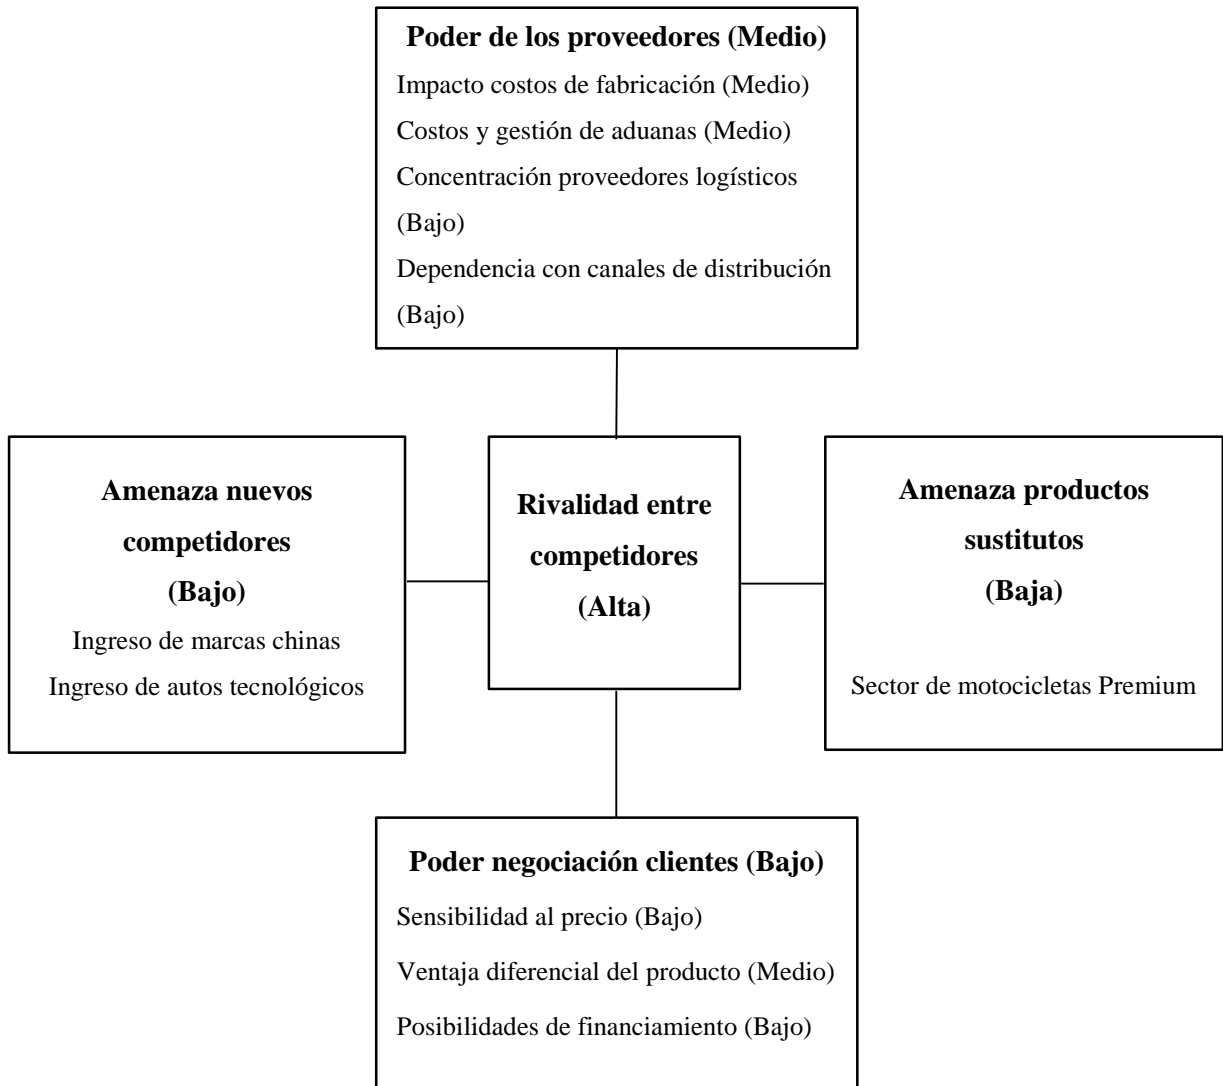 Poder de los proveedores (Medio)
Impacto costos de fabricación (Medio)
Costos y gestión de aduanas (Medio)
Concentración proveedores logísticos
(Bajo)
Dependencia con canales de distribución
(Bajo)
Amenaza nuevos
competidores
(Bajo)
Ingreso de marcas chinas
Ingreso de autos tecnológicos
Rivalidad entre
competidores
(Alta)
Amenaza productos
sustitutos
(Baja)
Sector de motocicletas Premium
Poder negociación clientes (Bajo)
Sensibilidad al precio (Bajo)
Ventaja diferencial del producto (Medio)
Posibilidades de financiamiento (Bajo)